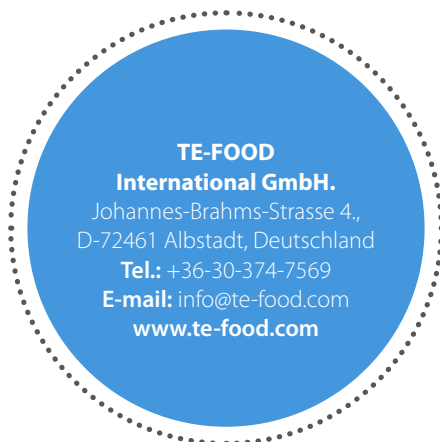 TE-FOOD
International GmbH.
Johannes-Brahms-Strasse 4.,
D-72461 Albstadt, Deutschland
Tel.: +36-30-374-7569
E-mail: info@te-food.com
www.te-food.com